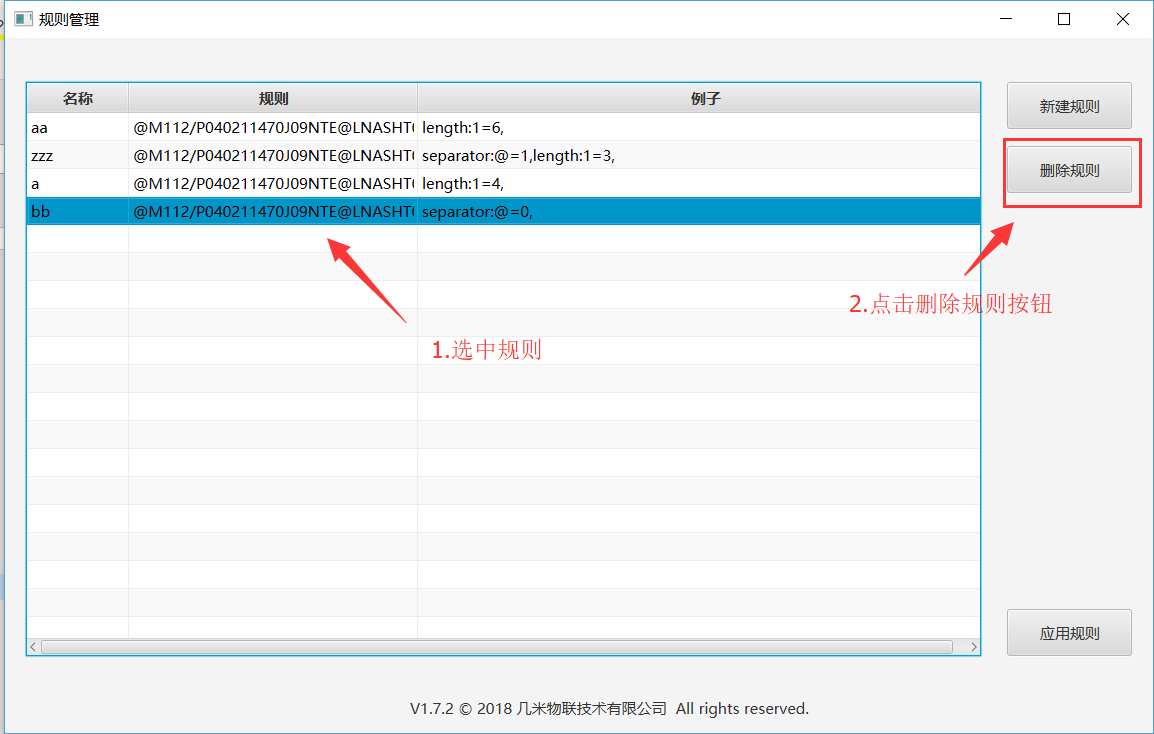 规则管理
名称 规则 例子
aa @M112/P040211470J09NTE@LNASHT length:1=6,
zzz @M112/P040211470J09NTE@LNASHT separator:@=1,length:1=3,
a @M112/P040211470J09NTE@LNASHT length:1=4,
bb @M112/P040211470J09NTE@LNASHT separator:@=0,
新建规则
删除规则
2.点击删除规则按钮
1.选中规则
应用规则
V1.7.2 © 2018 几米物联技术有限公司 All rights reserved.